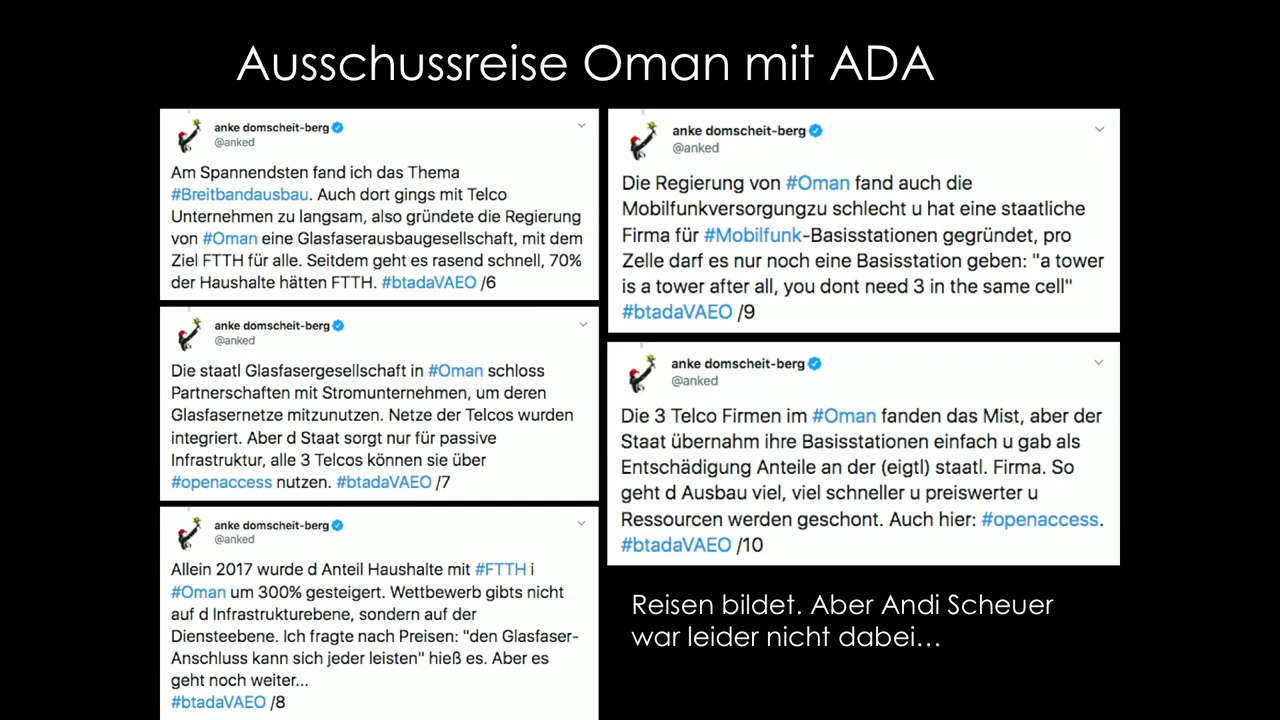 Ausschussreise Oman mit ADA
anke domscheit-berg
@anked
Am Spannendsten fand ich das Thema
#Breitbandausbau. Auch dort gings mit Telco
Unternehmen zu langsam, also gründete die Regierung
von #Oman eine Glasfaserausbaugesellschaft, mit dem
Ziel FTTH für alle. Seitdem geht es rasend schnell, 70%
der Haushalte hätten FTTH. #btadaVAEO /6
anke domscheit-berg
@anked
Die staatl Glasfasergesellschaft in #Oman schloss
Partnerschaften mit Stromunternehmen, um deren
Glasfasernetze mitzunutzen. Netze der Telcos wurden
integriert. Aber d Staat sorgt nur für passive
Infrastruktur, alle 3 Telcos können sie über
#openaccess nutzen. #btadaVAEO /7
anke domscheit-berg
@anked
Allein 2017 wurde d Anteil Haushalte mit #FTTH i
#Oman um 300% gesteigert. Wettbewerb gibts nicht
auf d Infrastrukturebene, sondern auf der
Diensteebene. Ich fragte nach Preisen: "den Glasfaser-
Anschluss kann sich jeder leisten" hieß es. Aber es
geht noch weiter...
#btadaVAEO /8
anke domscheit-berg
@anked
Die Regierung von #Oman fand auch die
Mobilfunkversorgungzu schlecht u hat eine staatliche
Firma für #Mobilfunk-Basisstationen gegründet, pro
Zelle darf es nur noch eine Basisstation geben: "a tower
is a tower after all, you dont need 3 in the same cell"
#btadaVAEO /9
anke domscheit-berg
@anked
Die 3 Telco Firmen im #Oman fanden das Mist, aber der
Staat übernahm ihre Basisstationen einfach u gab als
Entschädigung Anteile an der (eigtl) staatl. Firma. So
geht d Ausbau viel, viel schneller u preiswerter u
Ressourcen werden geschont. Auch hier: #openaccess.
#btadaVAEO /10
Reisen bildet. Aber Andi Scheuer
war leider nicht dabei…